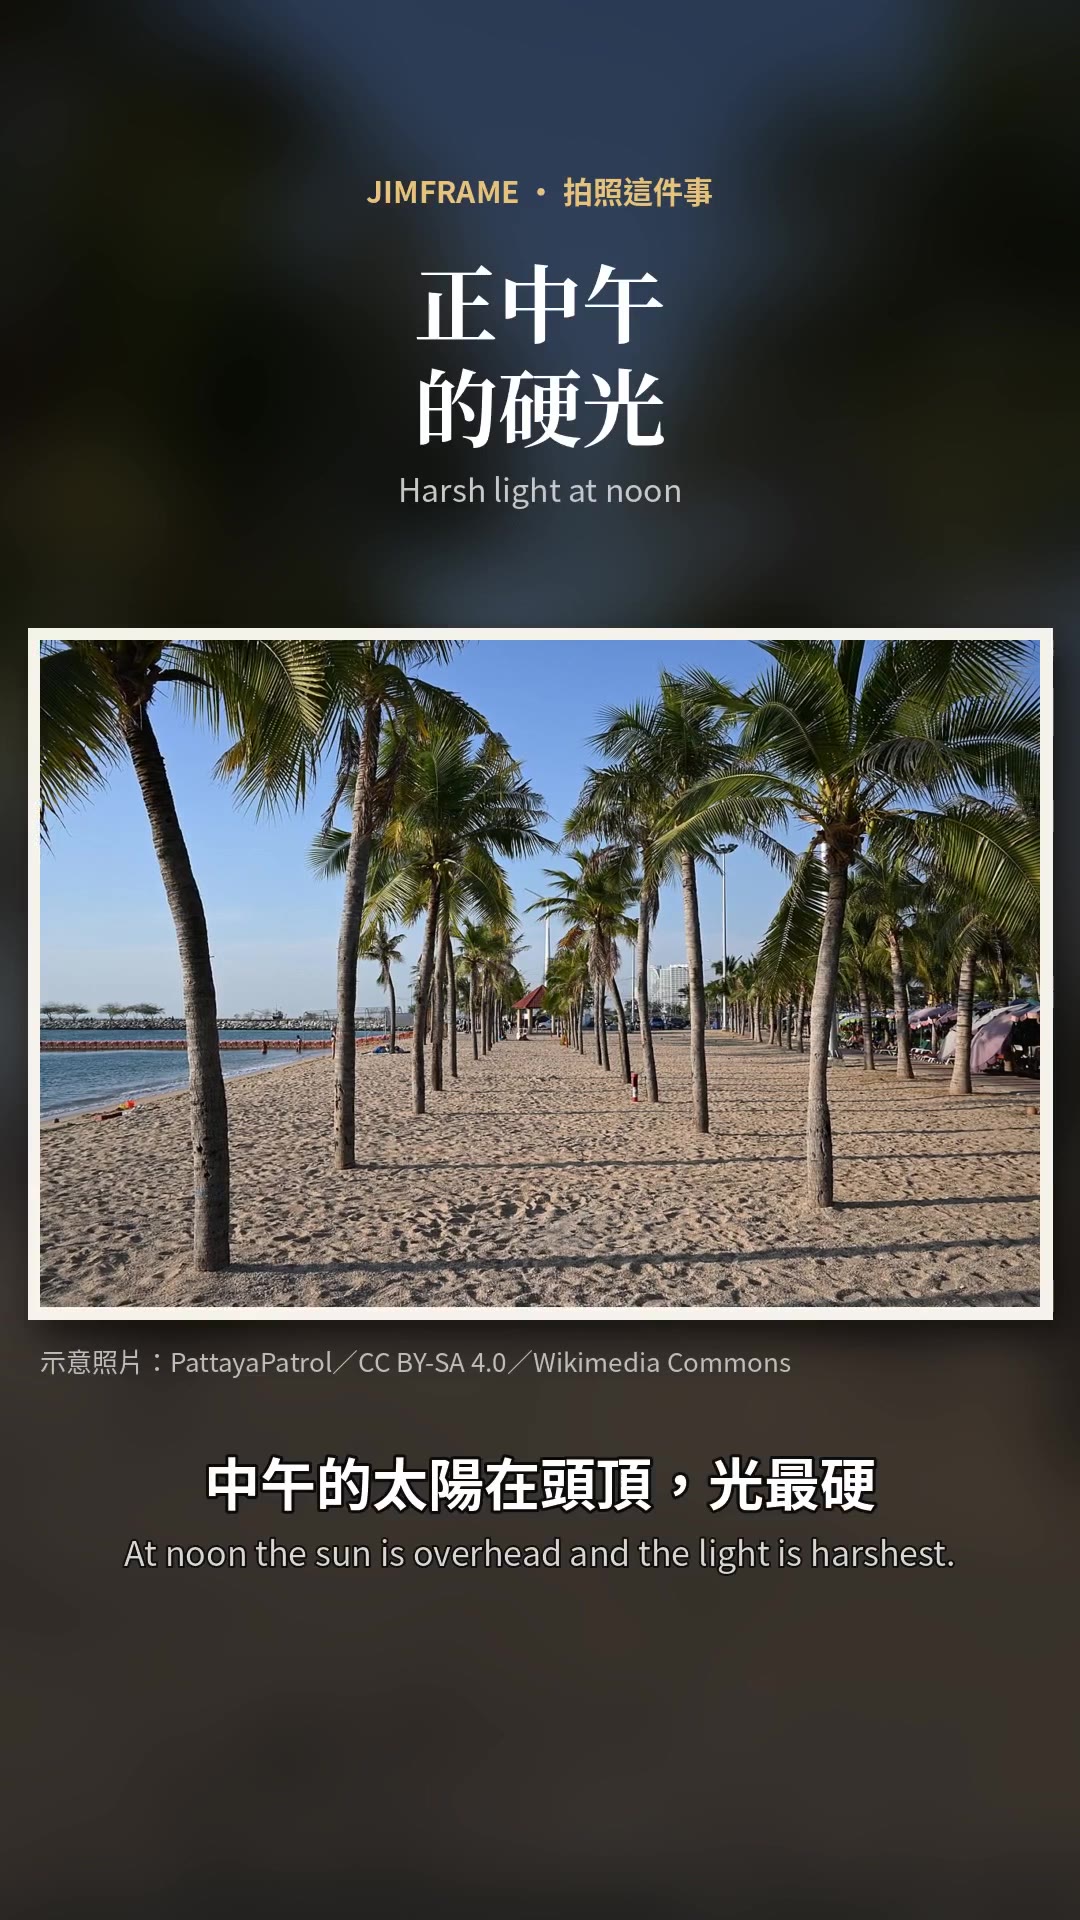 JIMFRAME · 拍照這件事
正中午
的硬光
Harsh light at noon
示意照片：PattayaPatrol／CC BY-SA 4.0／Wikimedia Commons
中午的太陽在頭頂，光最硬
At noon the sun is overhead and the light is harshest.